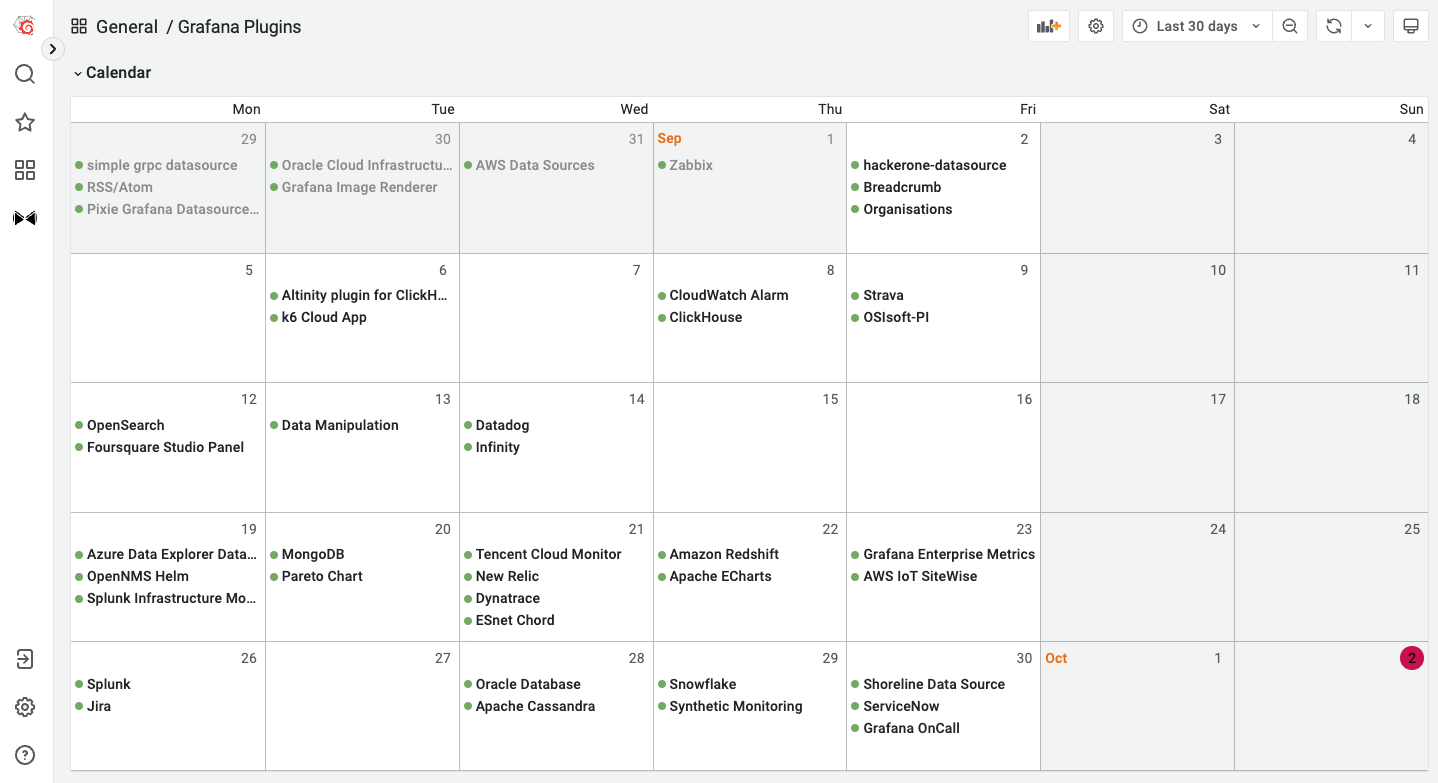 General / Grafana Plugins
Last 30 days
Calendar
Mon Tue Wed Thu Fri Sat Sun
29 30 31 Sep 1 2 3 4
simple grpc datasource Oracle Cloud Infrastructu... AWS Data Sources Zabbix hackerone-datasource
RSS/Atom Grafana Image Renderer Breadcrumb
Pixie Grafana Datasource... Organisations
5 6 7 8 9 10 11
Altinity plugin for ClickH... CloudWatch Alarm Strava
k6 Cloud App ClickHouse OSIsoft-PI
12 13 14 15 16 17 18
OpenSearch Data Manipulation Datadog
Foursquare Studio Panel Infinity
19 20 21 22 23 24 25
Azure Data Explorer Data... MongoDB Tencent Cloud Monitor Amazon Redshift Grafana Enterprise Metrics
OpenNMS Helm Pareto Chart New Relic Apache ECharts AWS IoT SiteWise
Splunk Infrastructure Mo... Dynatrace
ESnet Chord
26 27 28 29 30 Oct 1 2
Splunk Oracle Database Snowflake Shoreline Data Source
Jira Apache Cassandra Synthetic Monitoring ServiceNow
Grafana OnCall